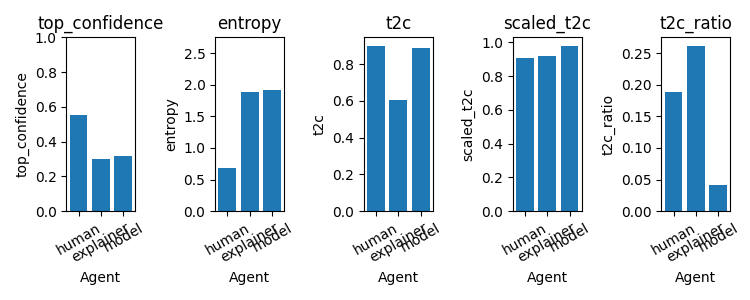 top_confidence
entropy
t2c
scaled_t2c
t2c_ratio
top_confidence
1.0
0.8
0.6
0.4
0.2
0.0
human
explainer
model
Agent
entropy
2.5
2.0
1.5
1.0
0.5
0.0
human
explainer
model
Agent
t2c
0.8
0.6
0.4
0.2
0.0
human
explainer
model
Agent
scaled_t2c
1.0
0.8
0.6
0.4
0.2
0.0
human
explainer
model
Agent
t2c_ratio
0.25
0.20
0.15
0.10
0.05
0.00
human
explainer
model
Agent